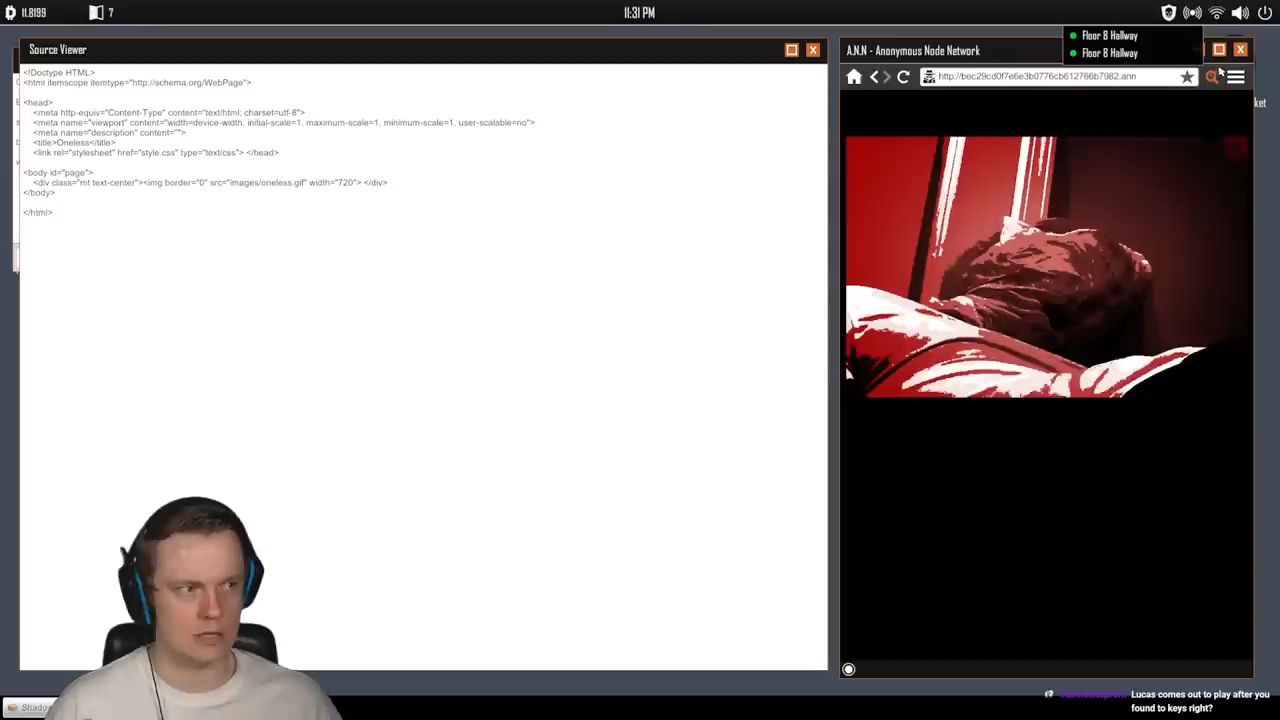 11.8199
7
11:31 PM
Floor 8 Hallway
Floor 8 Hallway
Source Viewer
<!Doctype HTML>
<html itemscope itemtype="http://schema.org/WebPage">
<head>
<meta http-equiv="Content-Type" content="text/html; charset=utf-8">
<meta name="viewport" content="width=device-width, initial-scale=1, maximum-scale=1, minimum-scale=1, user-scalable=no">
<meta name="description" content="">
<title>Oneless</title>
<link rel="stylesheet" href="style.css" type="text/css"> </head>
<body id="page">
<div class="mt text-center"><img border="0" src="images/oneless.gif" width="720"> </div>
</body>
</html>
A.N.N - Anonymous Node Network
http://bec29cd0f7e6e3b0776cb612766b7982.ann
ket
Shadow
Lucas comes out to play after you
found to keys right?